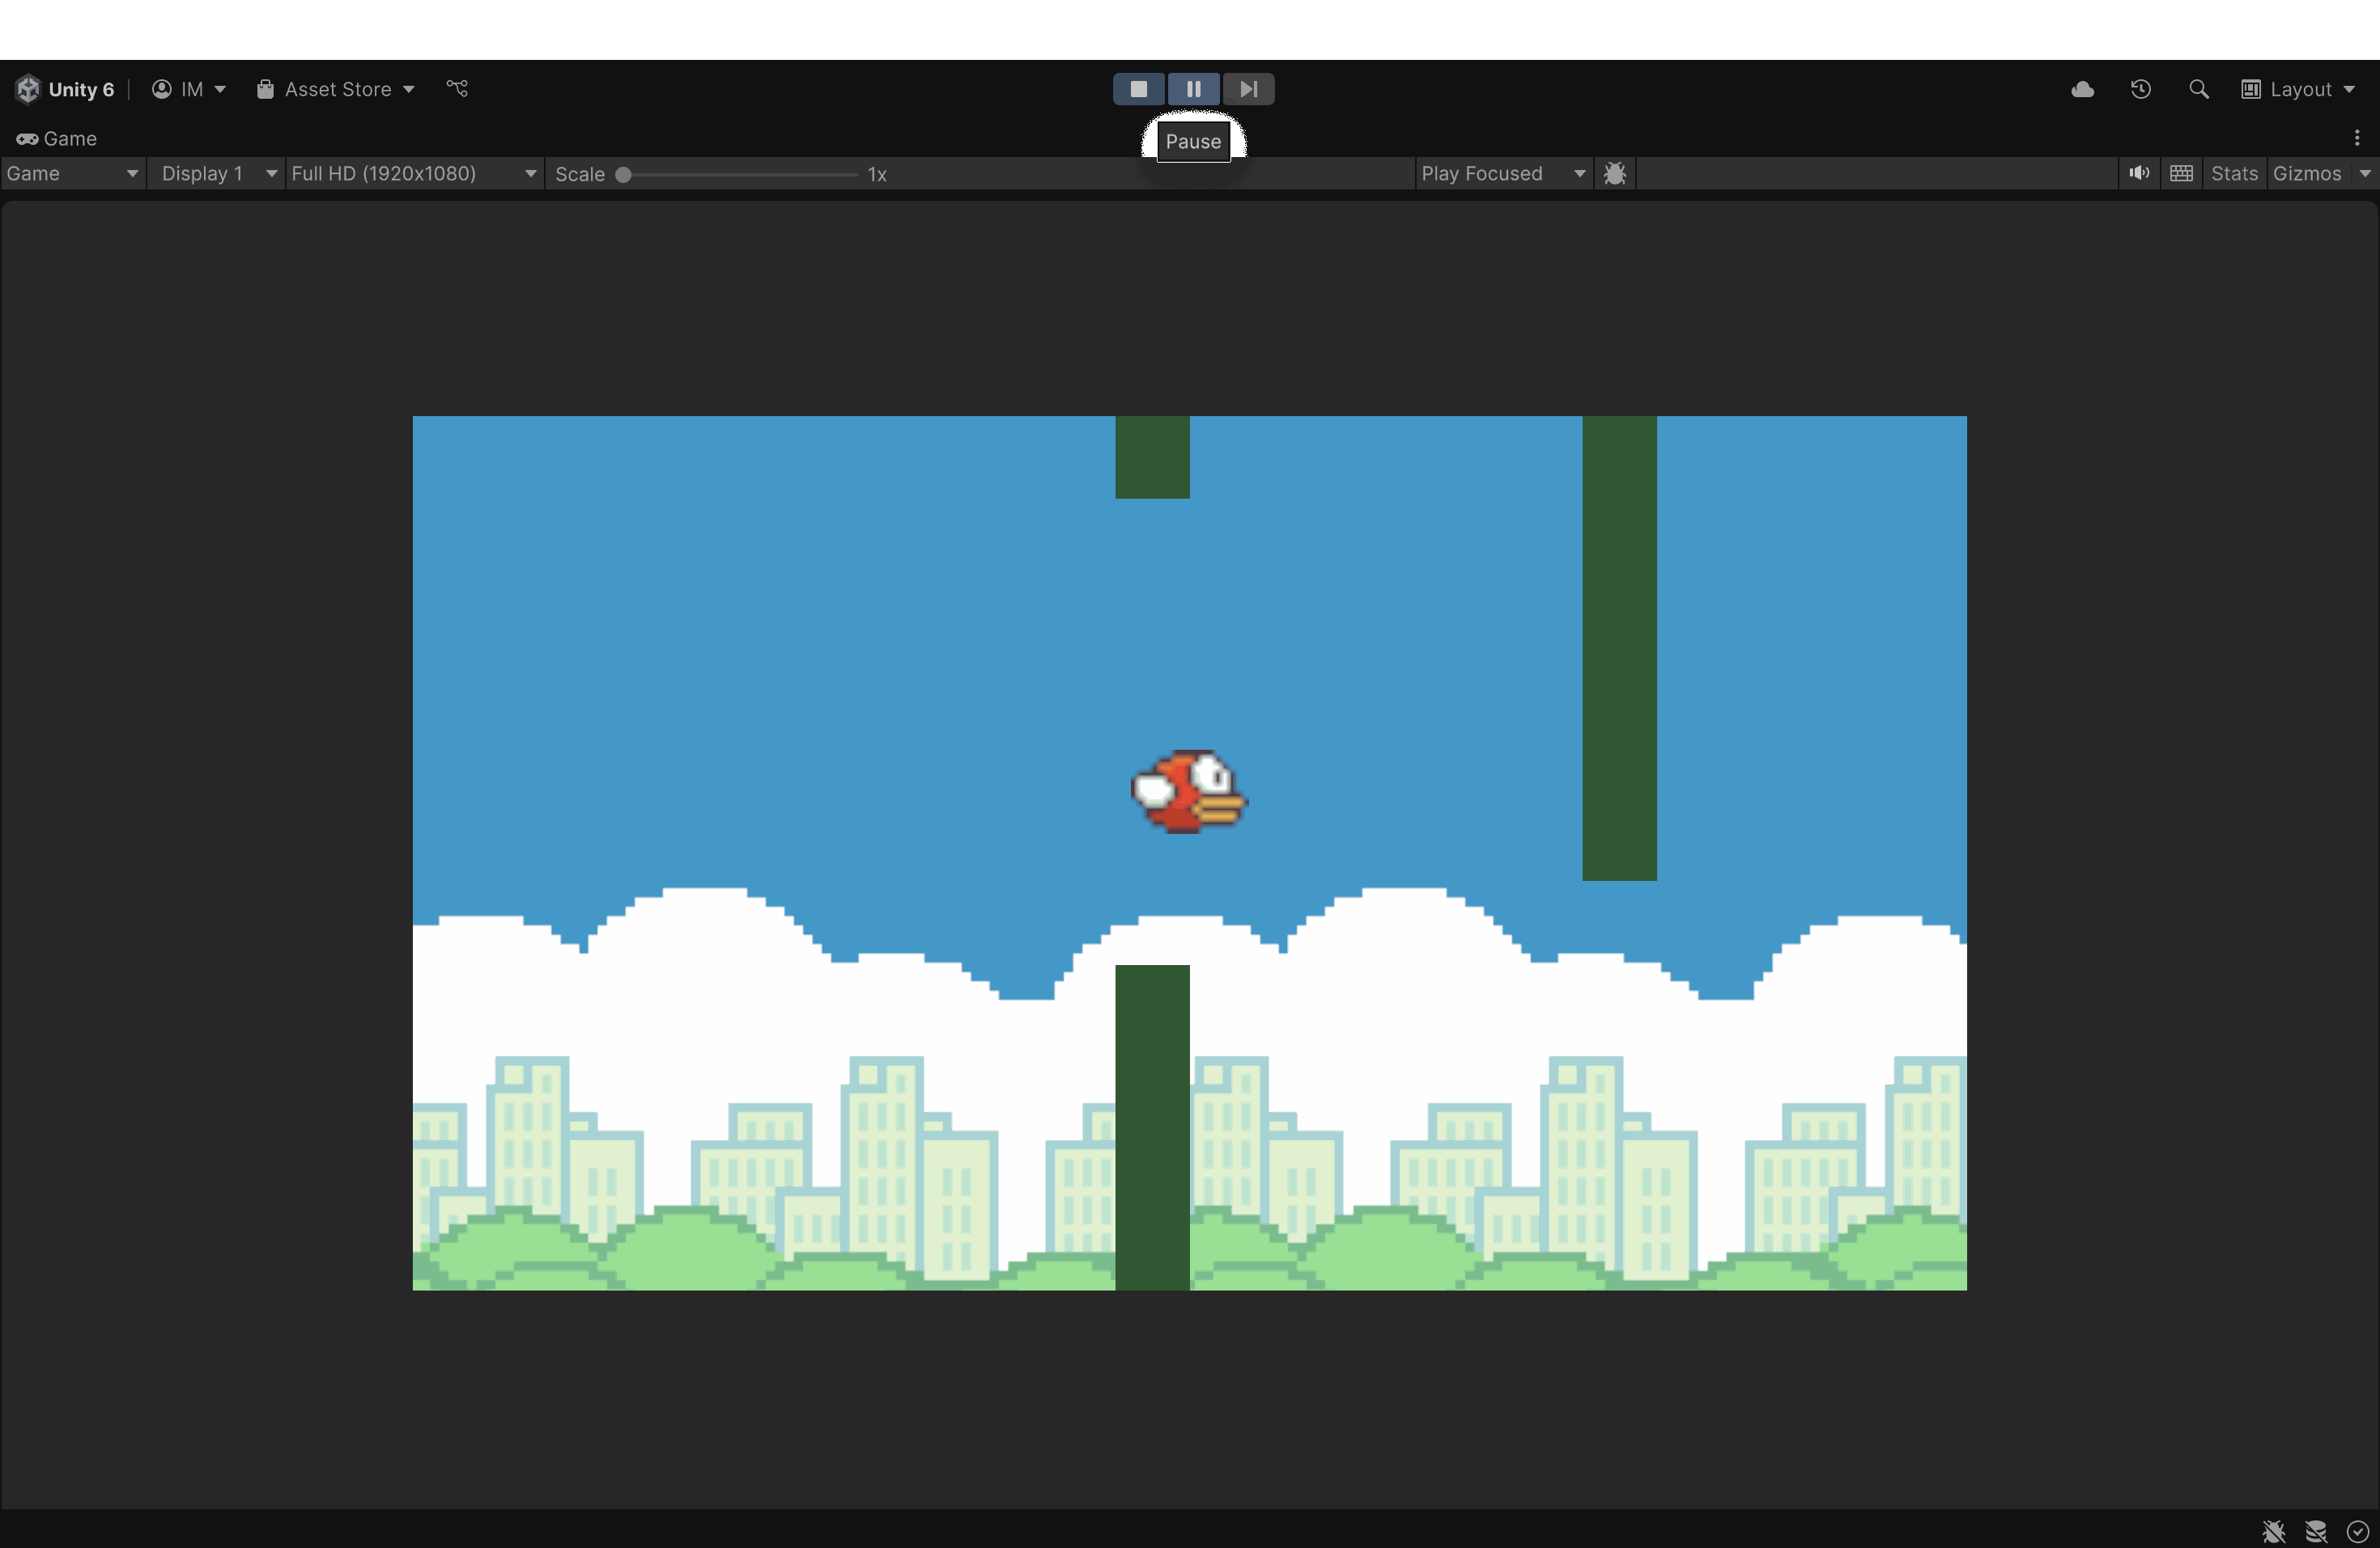 Unity 6 IM Asset Store Layout
Game
Pause
Game Display 1 Full HD (1920x1080) Scale 1x Play Focused Stats Gizmos